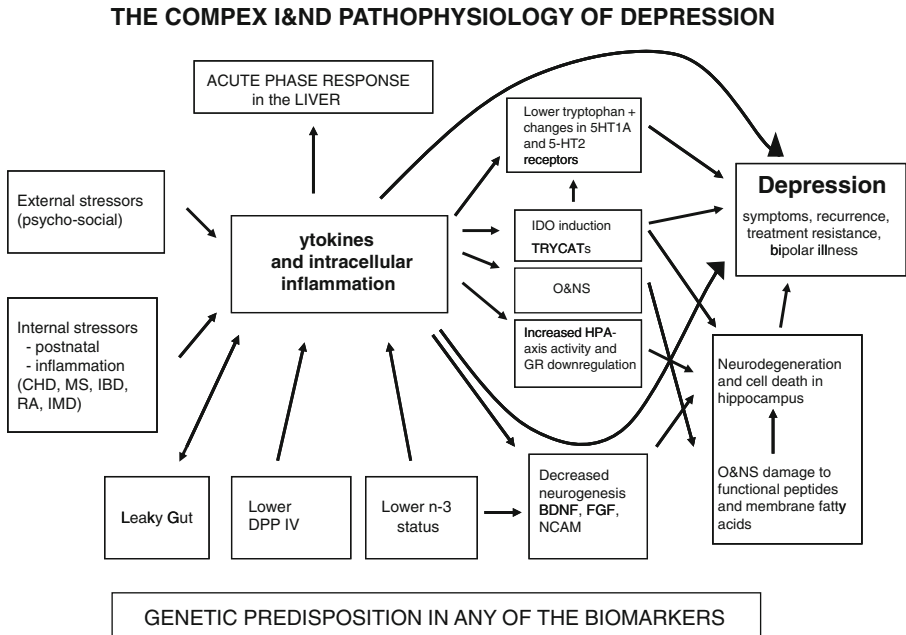 THE COMPEX I&ND PATHOPHYSIOLOGY OF DEPRESSION
ACUTE PHASE RESPONSE
in the LIVER
Lower tryptophan +
changes in 5HT1A
and 5-HT2
receptors
Depression
symptoms, recurrence,
treatment resistance,
bipolar illness
External stressors
(psycho-social)
ytokines
and intracellular
inflammation
IDO induction
TRYCATs
O&NS
Increased HPA-
axis activity and
GR downregulation
Internal stressors
- postnatal
- inflammation
(CHD, MS, IBD,
RA, IMD)
Neurodegeneration
and cell death in
hippocampus
O&NS damage to
functional peptides
and membrane fatty
acids
Leaky Gut
Lower
DPP IV
Lower n-3
status
Decreased
neurogenesis
BDNF, FGF,
NCAM
GENETIC PREDISPOSITION IN ANY OF THE BIOMARKERS